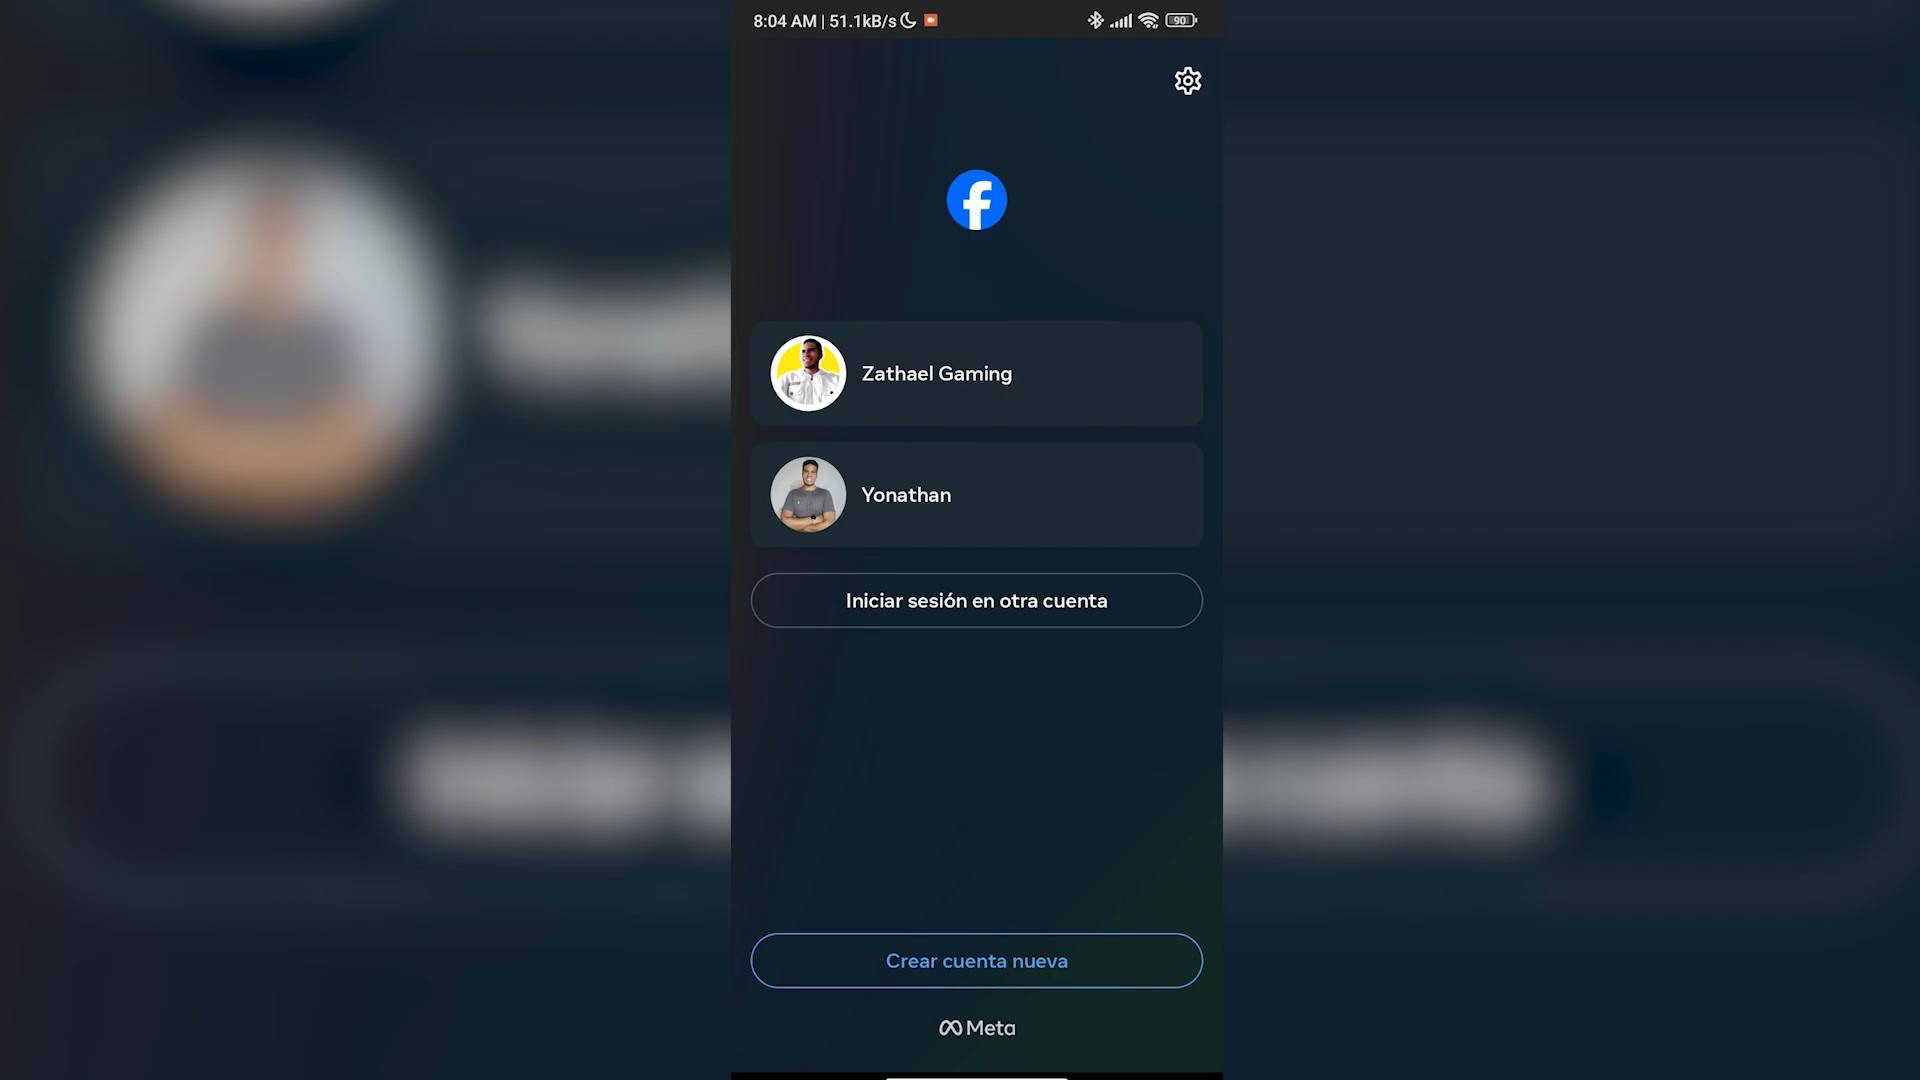 8:04 AM | 51.1kB/s 90
Zathael Gaming
Yonathan
Iniciar sesión en otra cuenta
Crear cuenta nueva
Meta